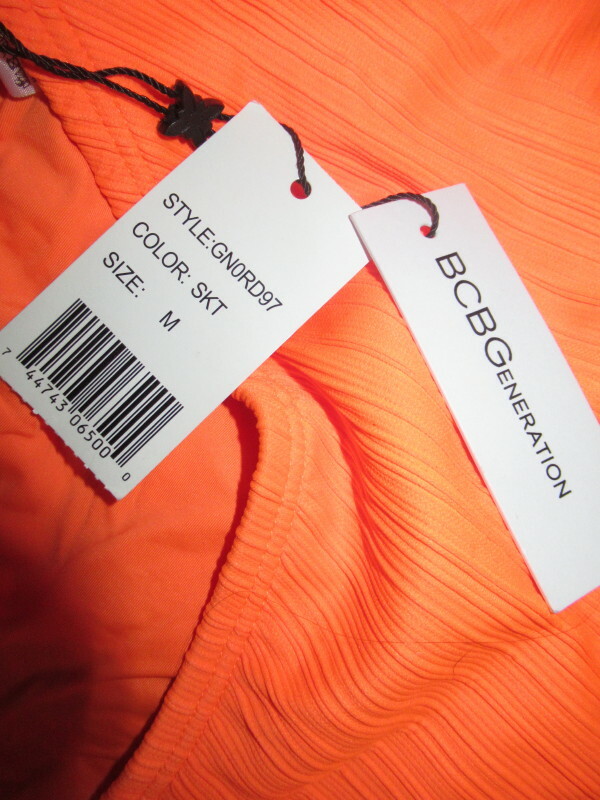 STYLE:GN0RD97
COLOR: SKT
SIZE: M
7 44743 06500 0
BCBGENERATION